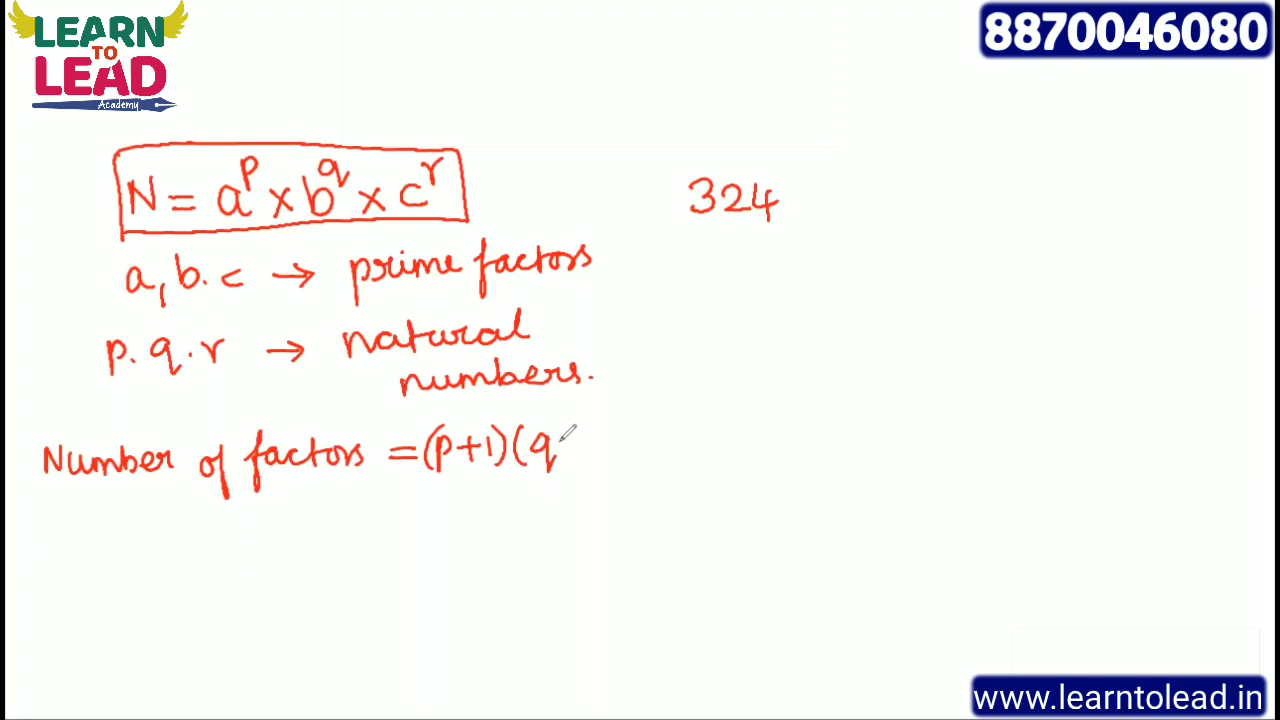 LEARN
TO
LEAD
Academy
8870046080
N = a^p × b^q × c^r
324
a, b. c → prime factors
p. q. r → natural
numbers.
Number of factors = (p+1)(q
www.learntolead.in